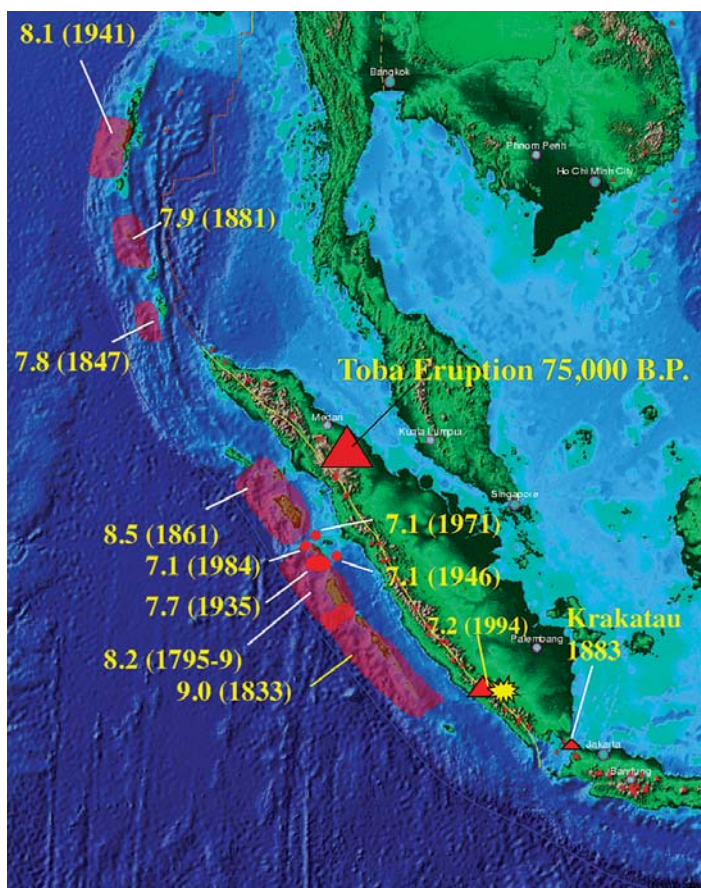 8.1 (1941)
Bangkok
Phnom Penh
Ho Chi Minh City
7.9 (1881)
7.8 (1847)
Toba Eruption 75,000 B.P.
Medan
Kuala Lumpur
Singapore
8.5 (1861)
7.1 (1971)
7.1 (1984)
7.1 (1946)
7.7 (1935)
7.2 (1994)
Palembang
Krakatau
1883
8.2 (1795-9)
9.0 (1833)
Jakarta
Bandung